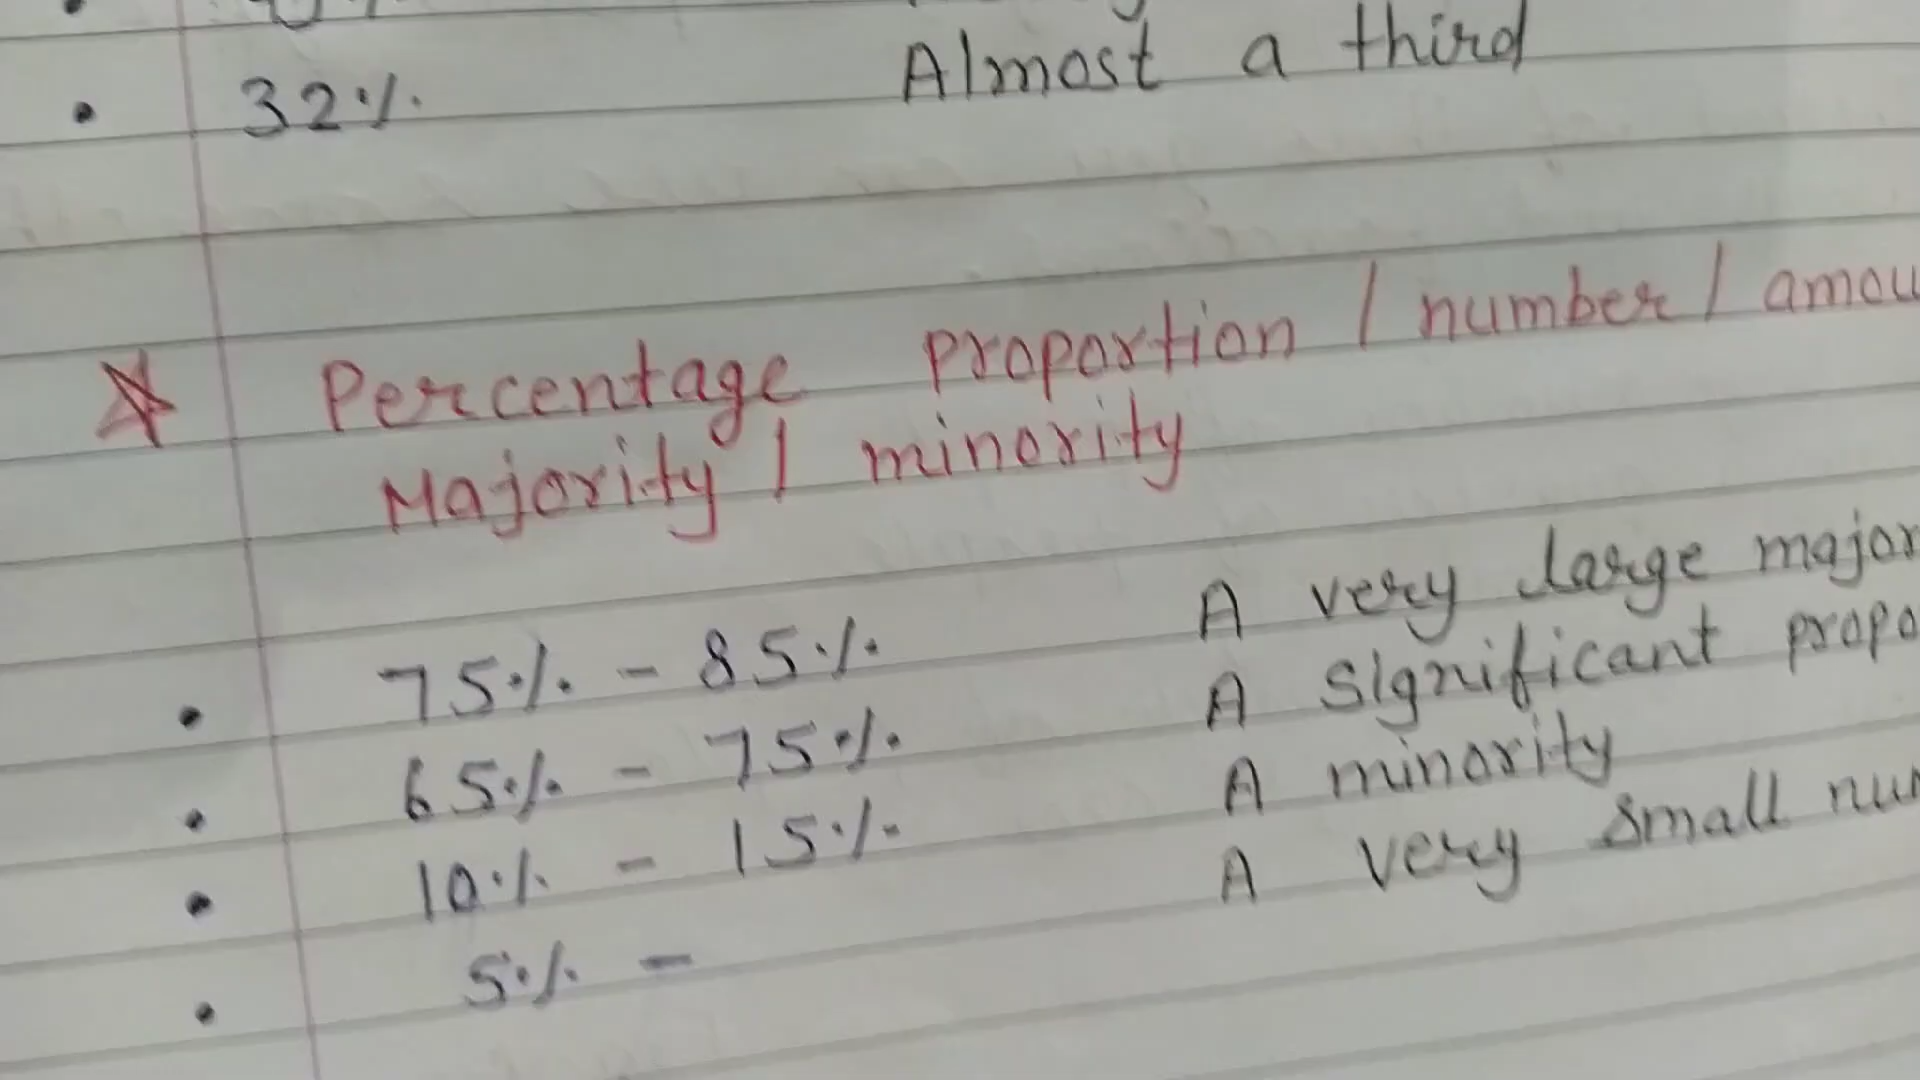 • 32% Almost a third
Percentage proportion / number / amou
Majority / minority
• 75% - 85% A very large major
• 65% - 75% A significant propo
• 10% - 15% A minority
• 5% - A very small nu